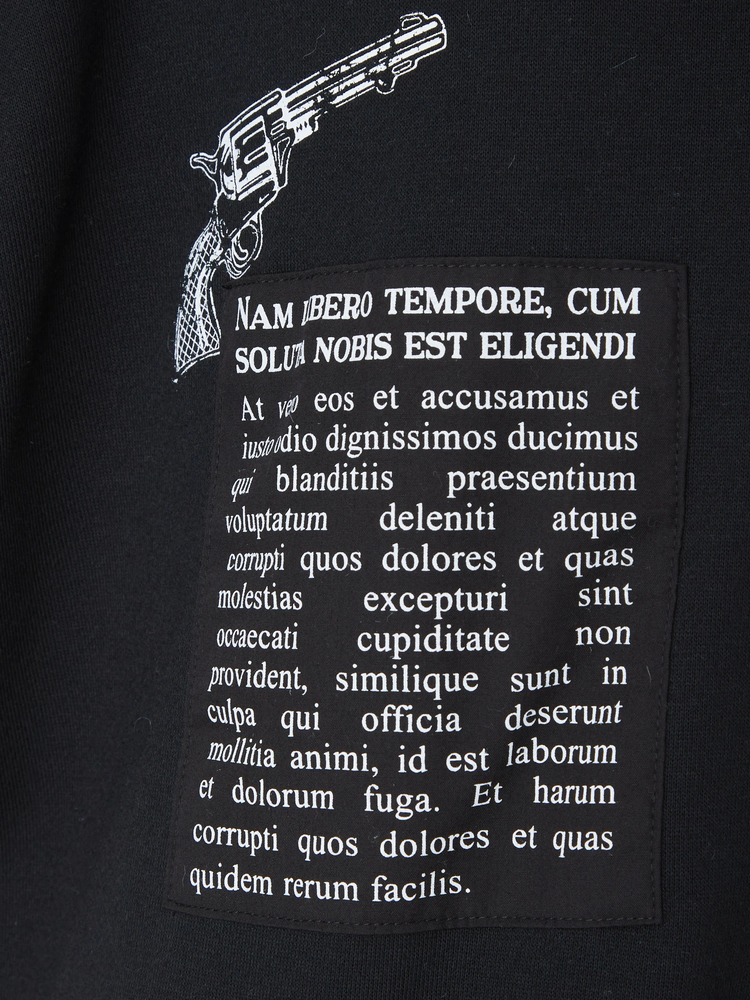 NAM LIBERO TEMPORE, CUM
SOLUTA NOBIS EST ELIGENDI
At veo eos et accusamus et
iusto odio dignissimos ducimus
qui blanditiis praesentium
voluptatum deleniti atque
corrupti quos dolores et quas
molestias excepturi sint
occaecati cupiditate non
provident, similique sunt in
culpa qui officia deserunt
mollitia animi, id est laborum
et dolorum fuga. Et harum
corrupti quos dolores et quas
quidem rerum facilis.